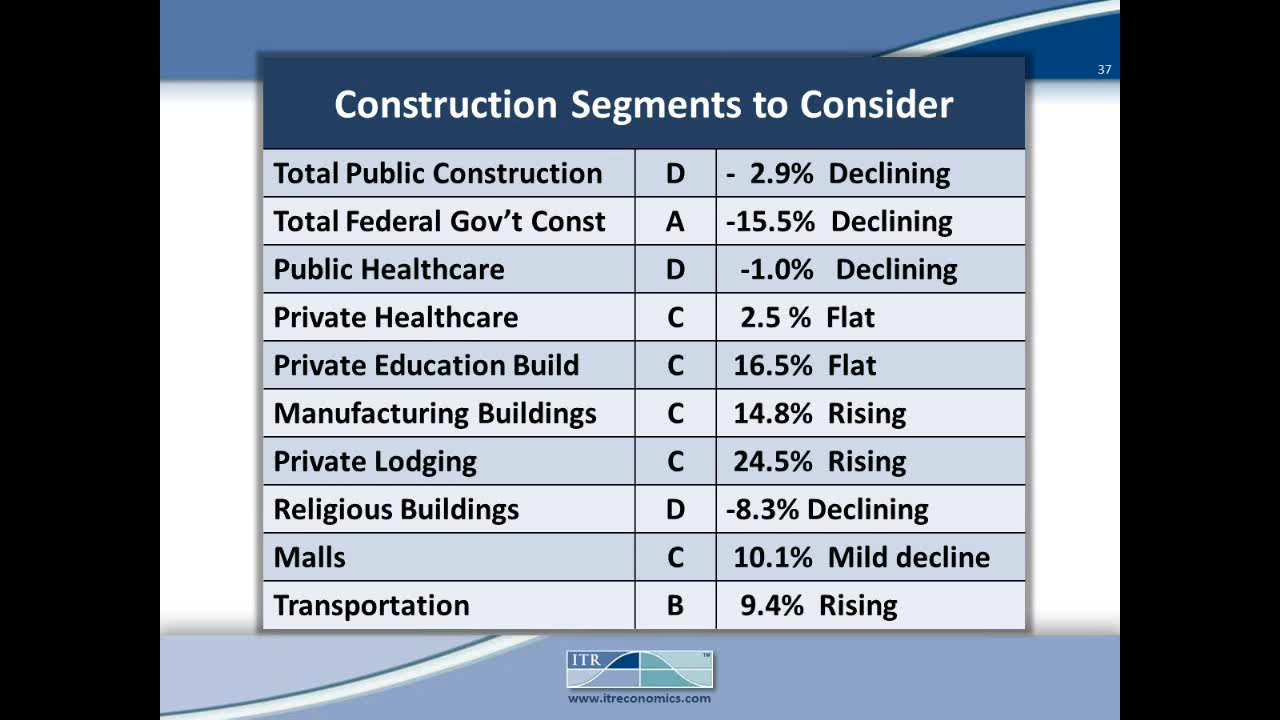 37
Construction Segments to Consider
Total Public Construction D - 2.9% Declining
Total Federal Gov’t Const A -15.5% Declining
Public Healthcare D -1.0% Declining
Private Healthcare C 2.5 % Flat
Private Education Build C 16.5% Flat
Manufacturing Buildings C 14.8% Rising
Private Lodging C 24.5% Rising
Religious Buildings D -8.3% Declining
Malls C 10.1% Mild decline
Transportation B 9.4% Rising
ITR ™
www.itreconomics.com